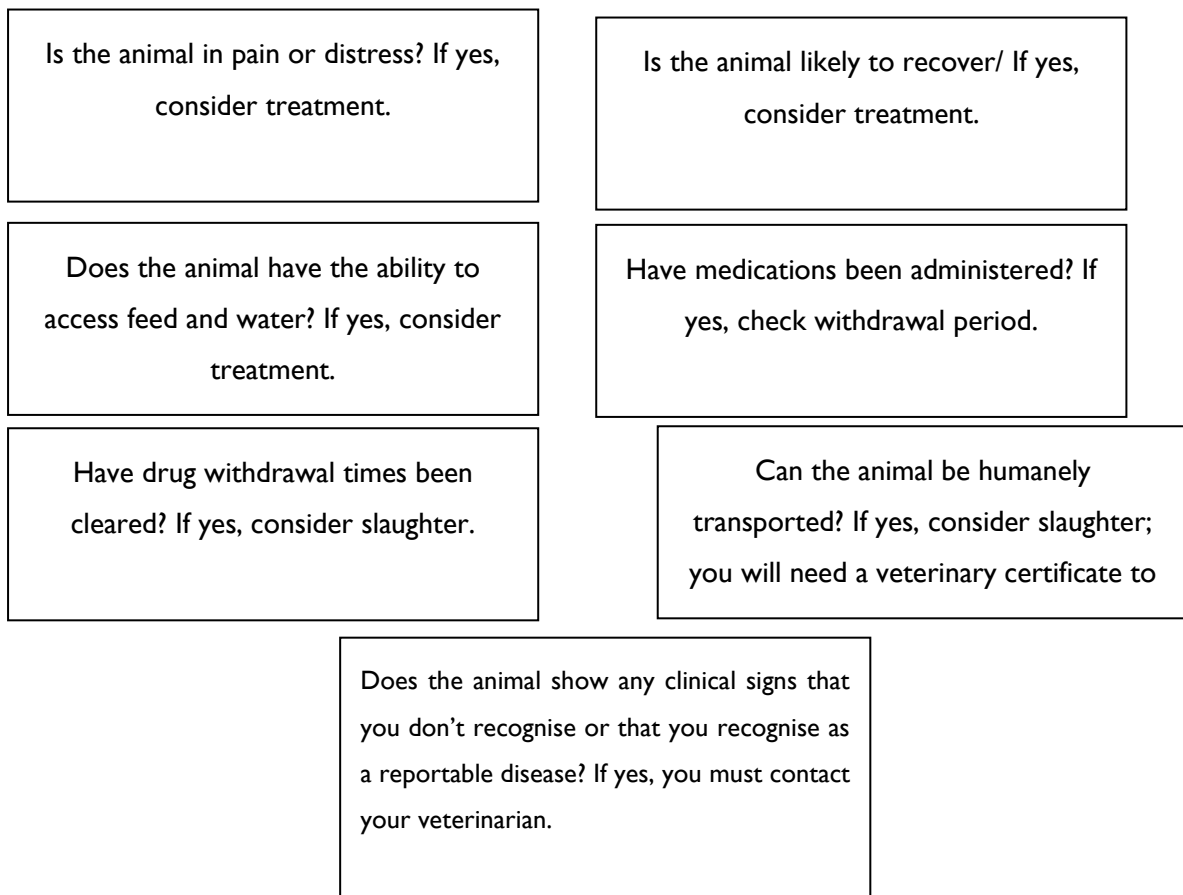 Is the animal in pain or distress? If yes,
consider treatment.
Is the animal likely to recover/ If yes,
consider treatment.
Does the animal have the ability to
access feed and water? If yes, consider
treatment.
Have medications been administered? If
yes, check withdrawal period.
Have drug withdrawal times been
cleared? If yes, consider slaughter.
Can the animal be humanely
transported? If yes, consider slaughter;
you will need a veterinary certificate to
Does the animal show any clinical signs that
you don’t recognise or that you recognise as
a reportable disease? If yes, you must contact
your veterinarian.